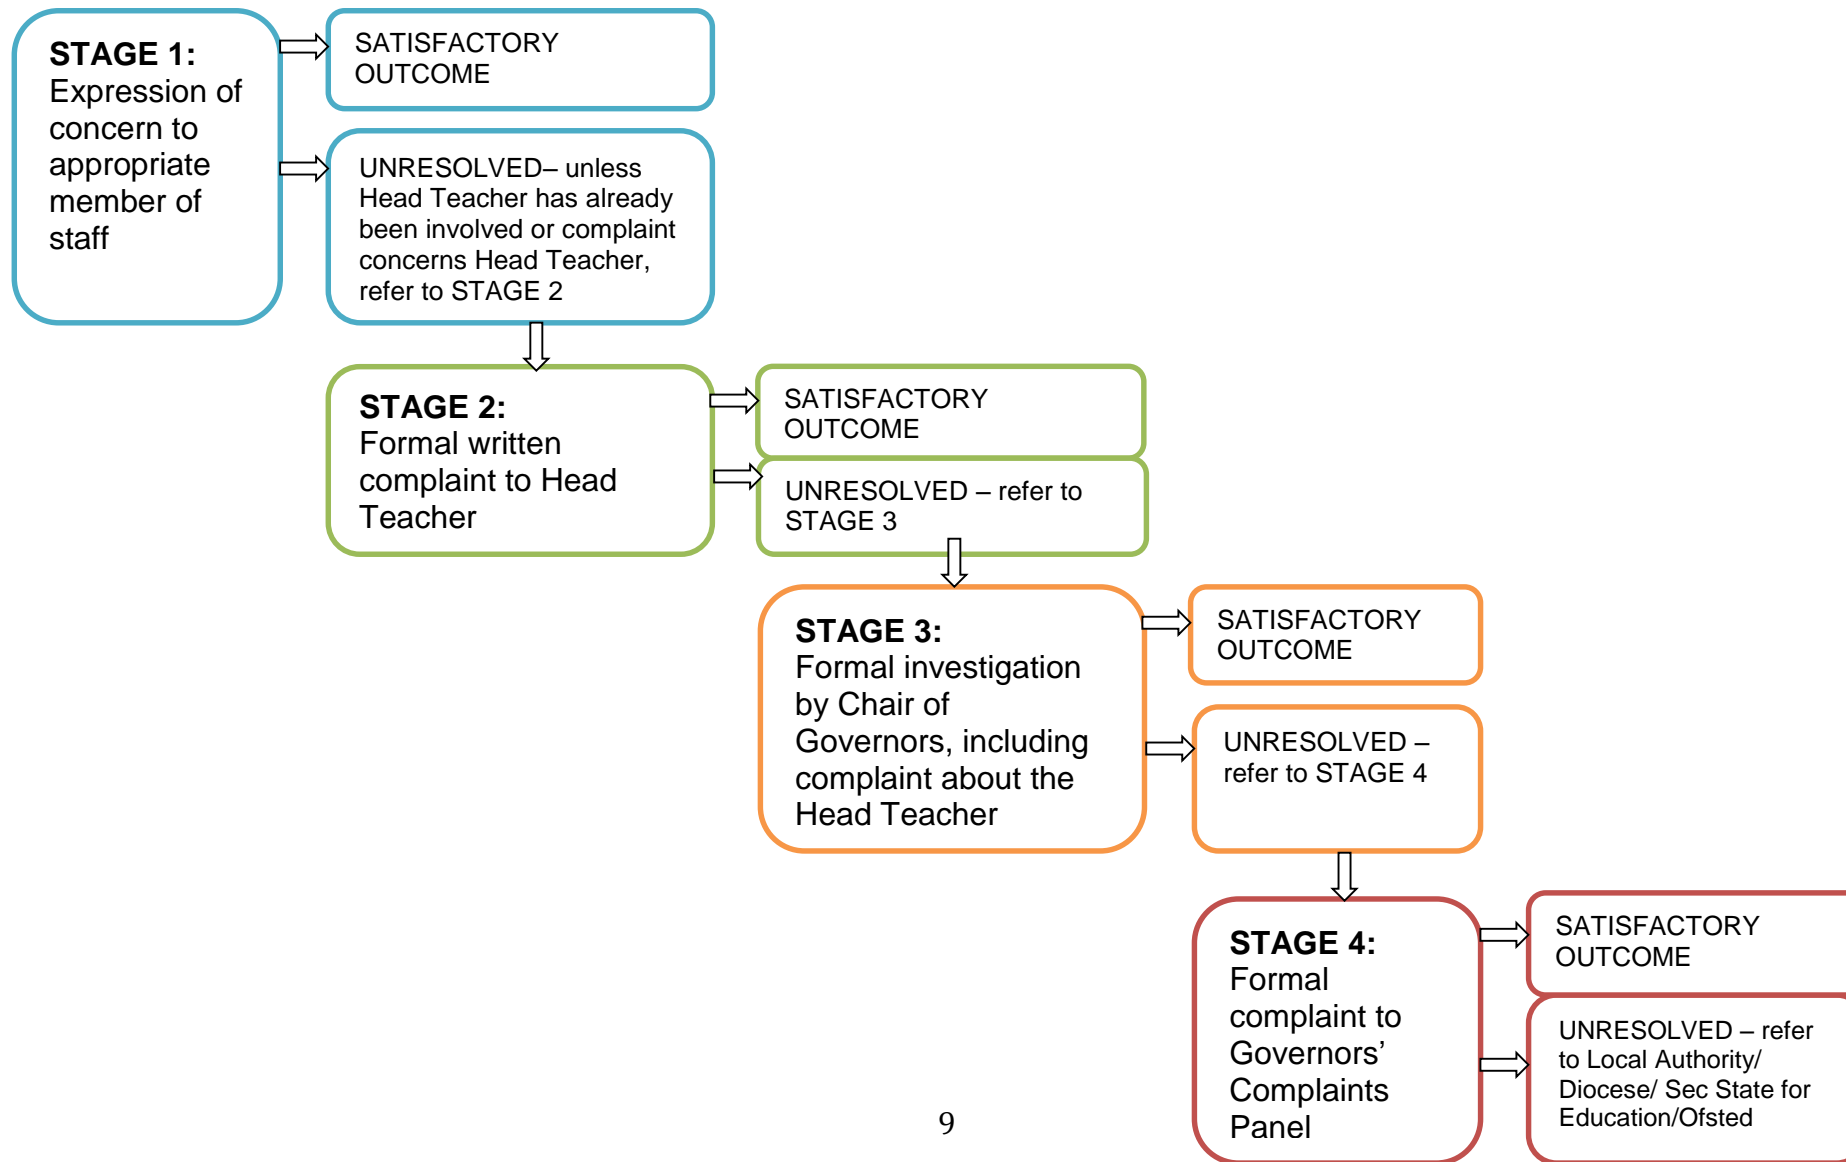 STAGE 1:
Expression of
concern to
appropriate
member of
staff
SATISFACTORY
OUTCOME
UNRESOLVED– unless
Head Teacher has already
been involved or complaint
concerns Head Teacher,
refer to STAGE 2
STAGE 2:
Formal written
complaint to Head
Teacher
SATISFACTORY
OUTCOME
UNRESOLVED – refer to
STAGE 3
STAGE 3:
Formal investigation
by Chair of
Governors, including
complaint about the
Head Teacher
SATISFACTORY
OUTCOME
UNRESOLVED –
refer to STAGE 4
STAGE 4:
Formal
complaint to
Governors’
Complaints
Panel
SATISFACTORY
OUTCOME
UNRESOLVED – refer
to Local Authority/
Diocese/ Sec State for
Education/Ofsted
9